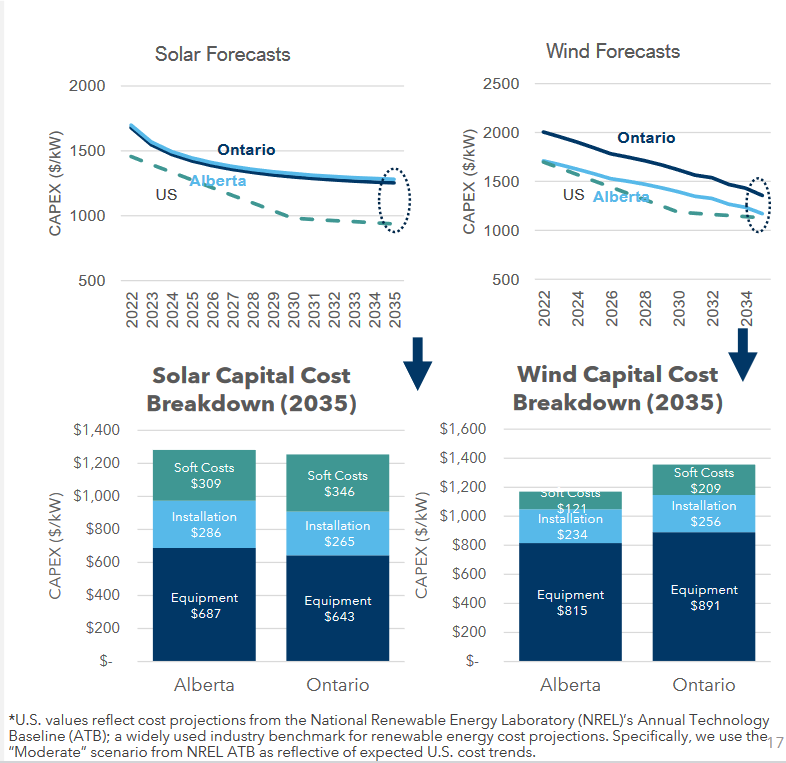 Solar Forecasts
2000
1500
1000
500
CAPEX ($/kW)
Ontario
Alberta
US
2022
2023
2024
2025
2026
2027
2028
2029
2030
2031
2032
2033
2034
2035
Wind Forecasts
2500
2000
1500
1000
500
CAPEX ($/kW)
Ontario
US
Alberta
2022
2024
2026
2028
2030
2032
2034
Solar Capital Cost
Breakdown (2035)
$1,400
$1,200
$1,000
$800
$600
$400
$200
$-
CAPEX ($/kW)
Soft Costs
$309
Installation
$286
Equipment
$687
Soft Costs
$346
Installation
$265
Equipment
$643
Alberta
Ontario
Wind Capital Cost
Breakdown (2035)
$1,600
$1,400
$1,200
$1,000
$800
$600
$400
$200
$-
CAPEX ($/kW)
Soft Costs
$121
Installation
$234
Equipment
$815
Soft Costs
$209
Installation
$256
Equipment
$891
Alberta
Ontario
*U.S. values reflect cost projections from the National Renewable Energy Laboratory (NREL)’s Annual Technology
Baseline (ATB); a widely used industry benchmark for renewable energy cost projections. Specifically, we use the
“Moderate” scenario from NREL ATB as reflective of expected U.S. cost trends.
17